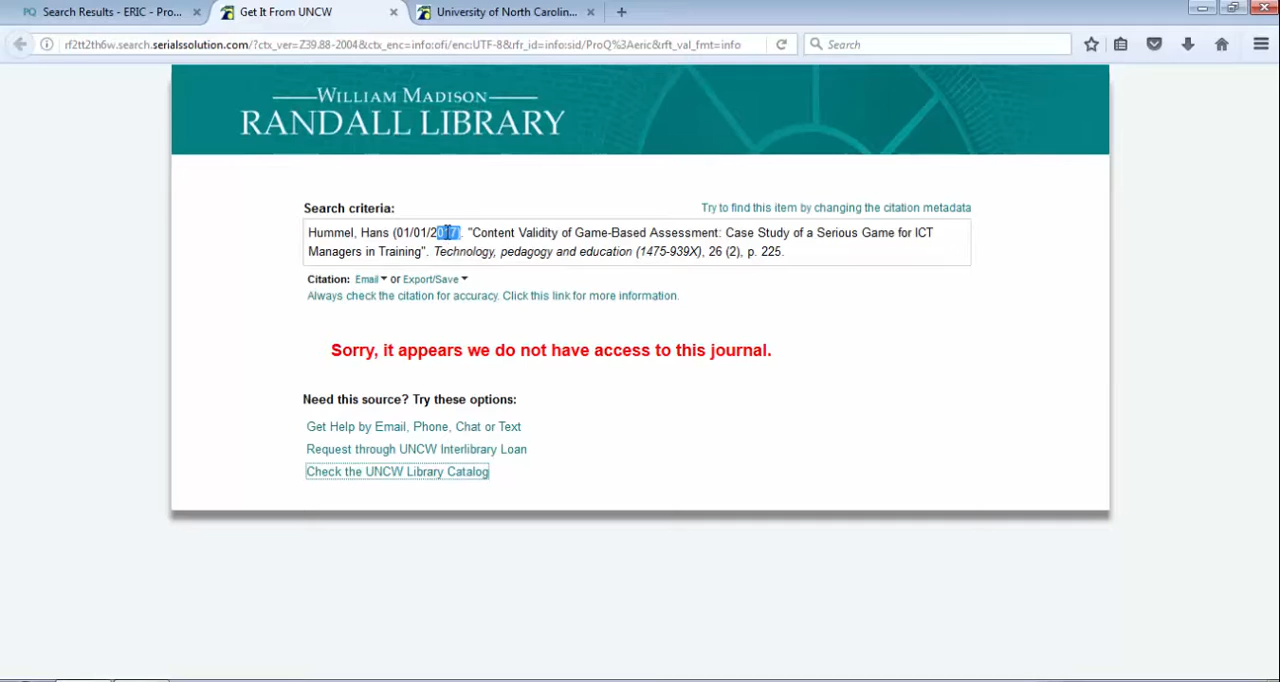 PQ Search Results - ERIC - Pro...
Get It From UNCW
University of North Carolin...
rf2tt2th6w.search.serialssolution.com/?ctx_ver=Z39.88-2004&ctx_enc=info:ofi/enc:UTF-8&rfr_id=info:sid/ProQ%3Aeric&rft_val_fmt=info
Search
WILLIAM MADISON
RANDALL LIBRARY
Search criteria:
Try to find this item by changing the citation metadata
Hummel, Hans (01/01/2017). "Content Validity of Game-Based Assessment: Case Study of a Serious Game for ICT
Managers in Training". Technology, pedagogy and education (1475-939X), 26 (2), p. 225.
Citation: Email or Export/Save
Always check the citation for accuracy. Click this link for more information.
Sorry, it appears we do not have access to this journal.
Need this source? Try these options:
Get Help by Email, Phone, Chat or Text
Request through UNCW Interlibrary Loan
Check the UNCW Library Catalog